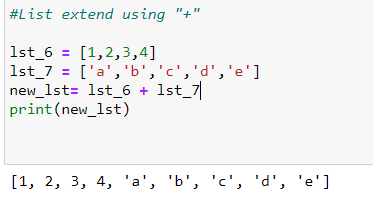 #List extend using "+"
lst_6 = [1,2,3,4]
lst_7 = ['a','b','c','d','e']
new_lst= lst_6 + lst_7
print(new_lst)
[1, 2, 3, 4, 'a', 'b', 'c', 'd', 'e']